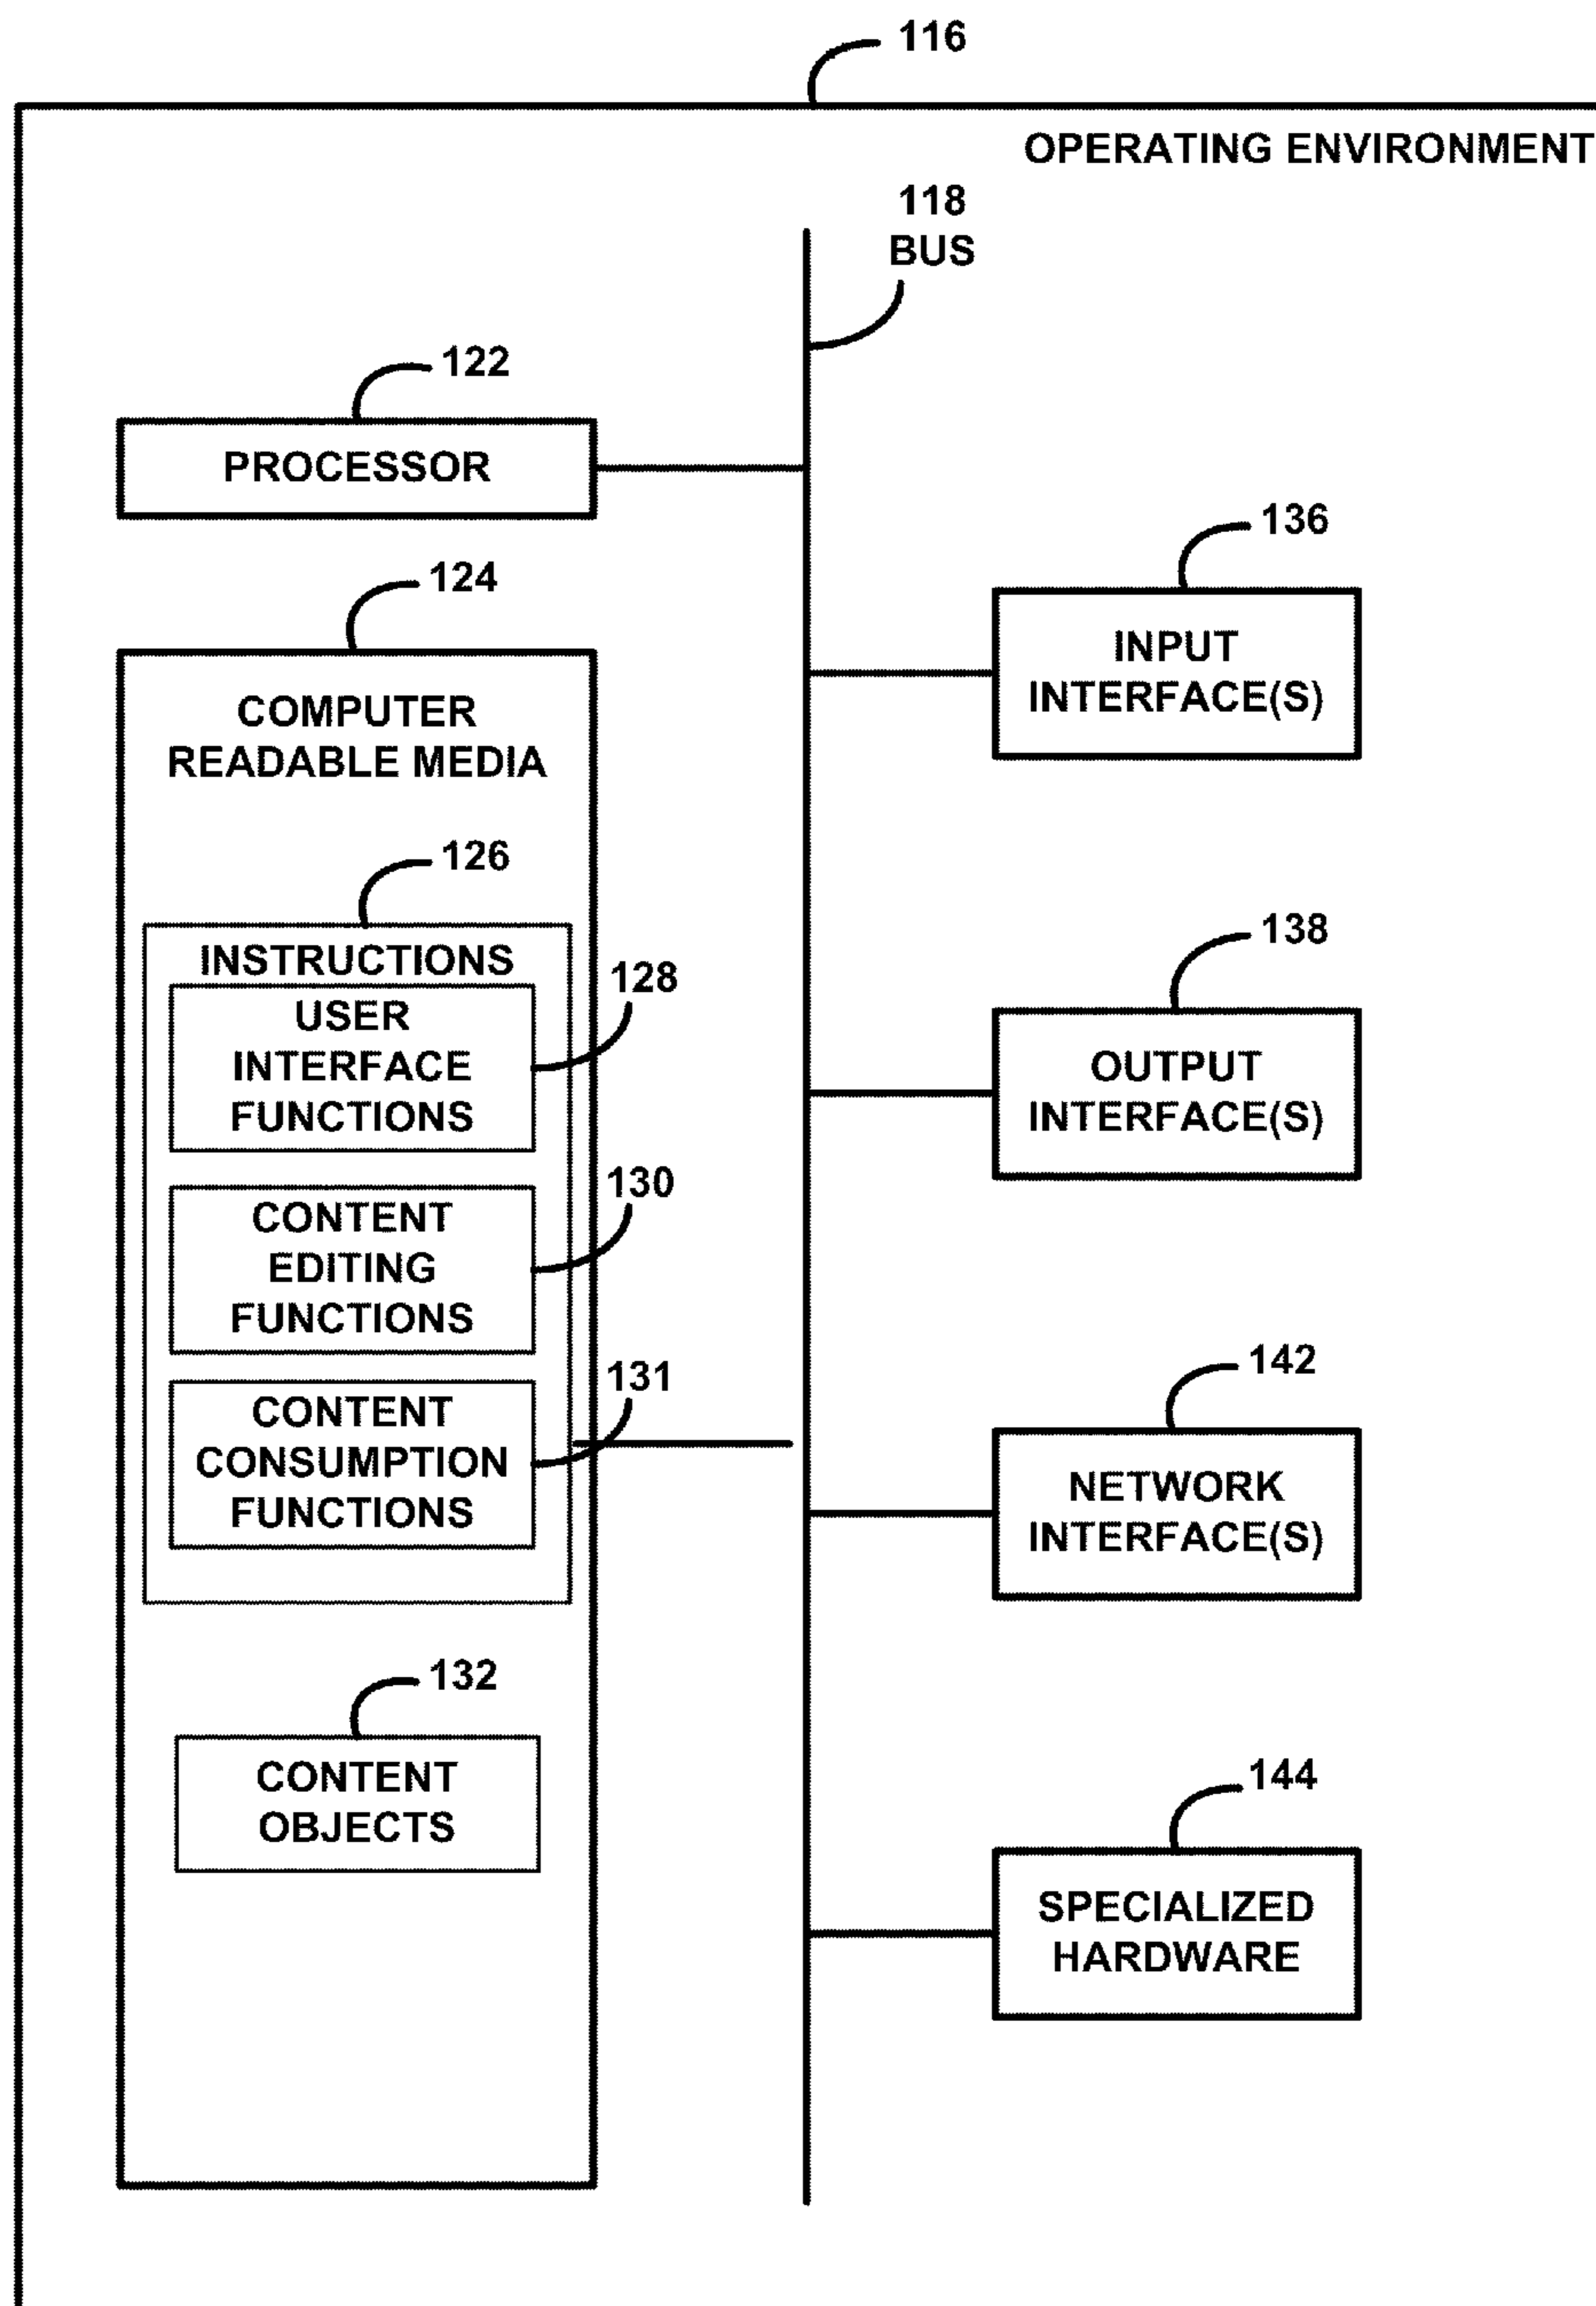 116
OPERATING ENVIRONMENT
118
BUS
122
PROCESSOR
124
COMPUTER
READABLE MEDIA
126
INSTRUCTIONS
128
USER
INTERFACE
FUNCTIONS
130
CONTENT
EDITING
FUNCTIONS
131
CONTENT
CONSUMPTION
FUNCTIONS
132
CONTENT
OBJECTS
136
INPUT
INTERFACE(S)
138
OUTPUT
INTERFACE(S)
142
NETWORK
INTERFACE(S)
144
SPECIALIZED
HARDWARE